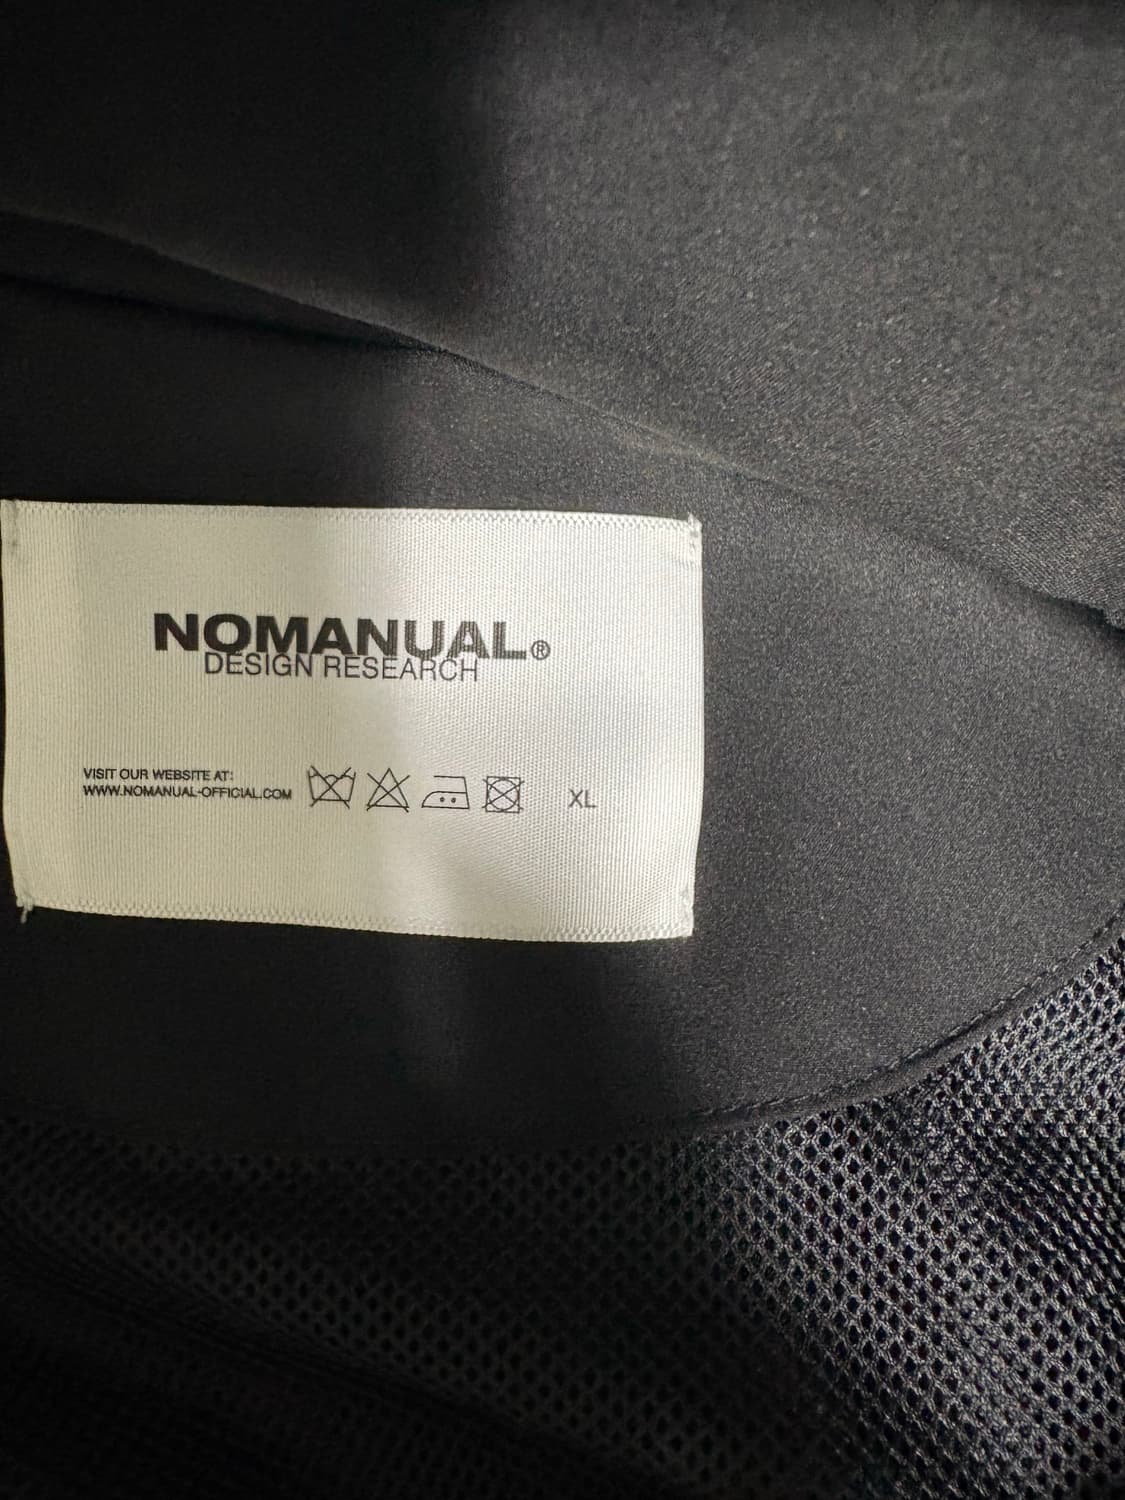 NOMANUAL®
DESIGN RESEARCH
VISIT OUR WEBSITE AT:
WWW.NOMANUAL-OFFICIAL.COM
XL